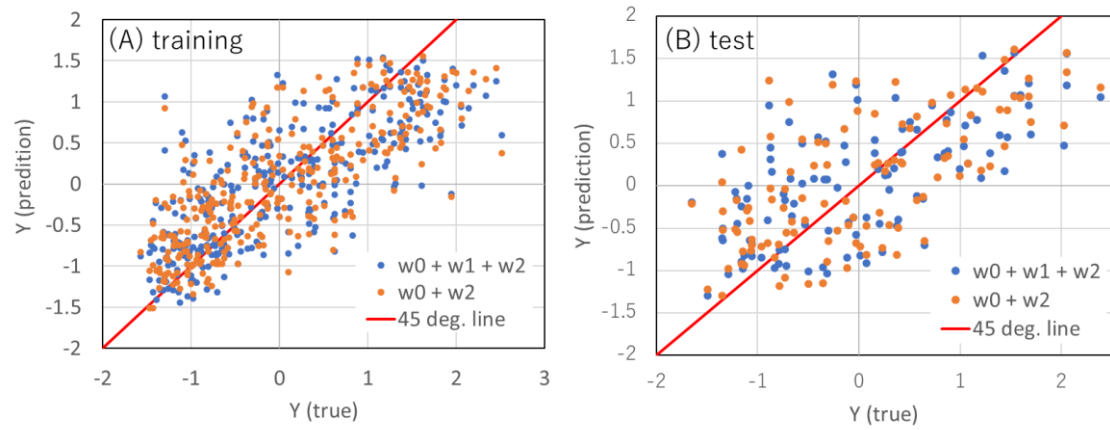 (A) training
Y (predition)
2
1.5
1
0.5
0
-0.5
-1
-1.5
-2
-2
-1
0
1
2
3
Y (true)
w0 + w1 + w2
w0 + w2
45 deg. line
(B) test
Y (prediction)
2
1.5
1
0.5
0
-0.5
-1
-1.5
-2
-2
-1
0
1
2
Y (true)
w0 + w1 + w2
w0 + w2
45 deg. line